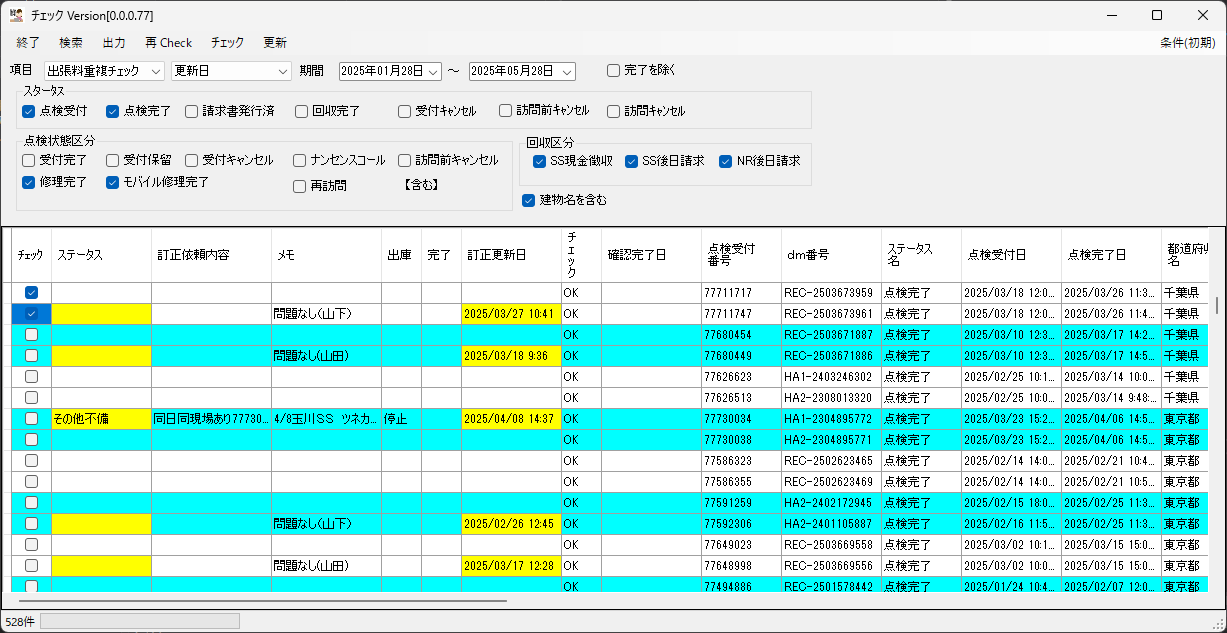 チェック Version[0.0.0.77]
終了 検索 出力 再 Check チェック 更新 条件(初期)
項目 出張料重複チェック 更新日 期間 2025年01月28日 ～ 2025年05月28日 完了を除く
スタータス
点検受付 点検完了 請求書発行済 回収完了 受付キャンセル 訪問前キャンセル 訪問キャンセル
点検状態区分
受付完了 受付保留 受付キャンセル ナンセンスコール 訪問前キャンセル
修理完了 モバイル修理完了 再訪問 【含む】
回収区分
SS現金徴収 SS後日請求 NR後日請求
建物名を含む
チェック ステータス 訂正依頼内容 メモ 出庫 完了 訂正更新日 チェック 確認完了日 点検受付番号 dm番号 ステータス名 点検受付日 点検完了日 都道府県名
OK 77711717 REC-2503673959 点検完了 2025/03/18 12:0... 2025/03/26 11:3... 千葉県
問題なし(山下) 2025/03/27 10:41 OK 77711747 REC-2503673961 点検完了 2025/03/18 12:0... 2025/03/26 11:4... 千葉県
OK 77680454 REC-2503671887 点検完了 2025/03/10 12:3... 2025/03/17 14:2... 千葉県
問題なし(山田) 2025/03/18 9:36 OK 77680449 REC-2503671886 点検完了 2025/03/10 12:3... 2025/03/17 14:5... 千葉県
OK 77626623 HA1-2403246302 点検完了 2025/02/25 10:1... 2025/03/14 10:0... 千葉県
OK 77626513 HA2-2308013320 点検完了 2025/02/25 10:0... 2025/03/14 9:48:... 千葉県
その他不備 同日同現場あり77730... 4/8玉川SS ツネカ... 停止 2025/04/08 14:37 OK 77730034 HA1-2304895772 点検完了 2025/03/23 15:2... 2025/04/06 14:5... 東京都
OK 77730038 HA2-2304895771 点検完了 2025/03/23 15:2... 2025/04/06 14:5... 東京都
OK 77586323 REC-2502623465 点検完了 2025/02/14 14:0... 2025/02/21 10:4... 東京都
OK 77586355 REC-2502623469 点検完了 2025/02/14 14:0... 2025/02/21 10:5... 東京都
OK 77591259 HA2-2402172945 点検完了 2025/02/15 18:0... 2025/02/25 11:3... 東京都
問題なし(山下) 2025/02/26 12:45 OK 77592306 HA2-2401105887 点検完了 2025/02/16 11:5... 2025/02/25 11:3... 東京都
OK 77649023 REC-2503669558 点検完了 2025/03/02 10:1... 2025/03/15 15:0... 東京都
問題なし(山田) 2025/03/17 12:28 OK 77648998 REC-2503669556 点検完了 2025/03/02 10:0... 2025/03/15 15:0... 東京都
OK 77494886 REC-2501578442 点検完了 2025/01/24 10:4... 2025/02/07 12:0... 東京都
528件